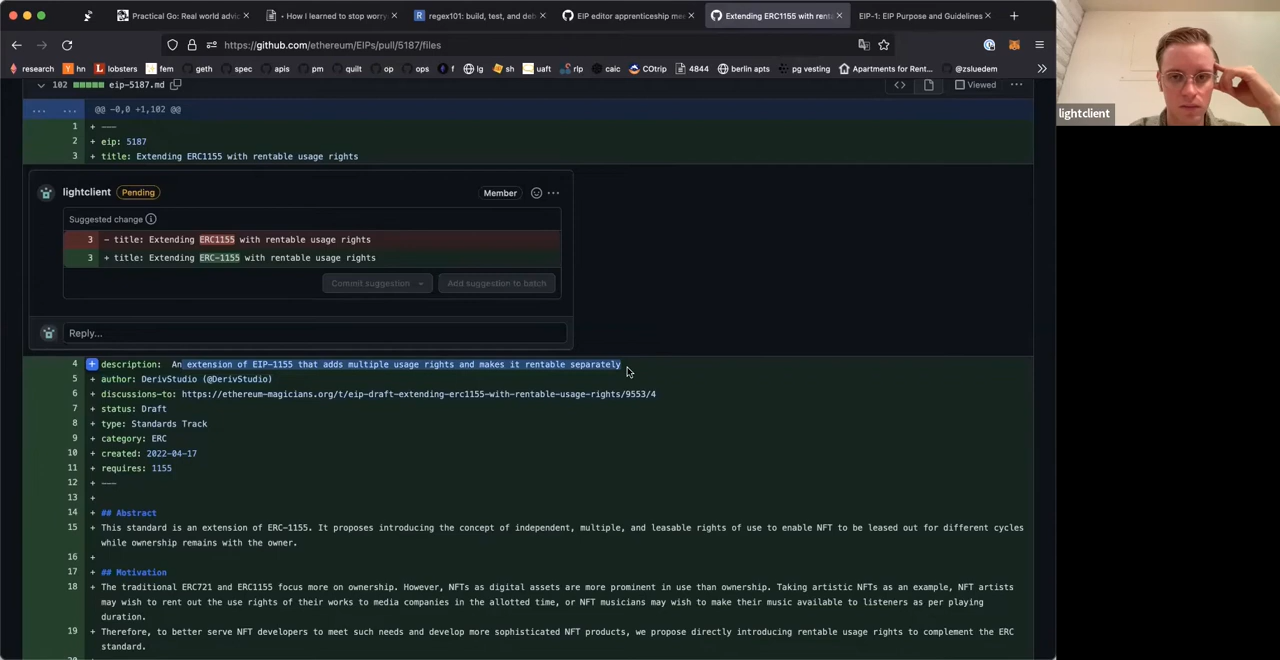 Practical Go: Real world advic
• How I learned to stop worry
regex101: build, test, and deb
EIP editor apprenticeship mee
Extending ERC1155 with renta
EIP-1: EIP Purpose and Guidelines
https://github.com/ethereum/EIPs/pull/5187/files
research hn lobsters fem geth spec apis pm quilt op ops f lg sh uaft rlp caic COtrip 4844 berlin apts pg vesting Apartments for Rent... @zsluedem
102 eip-5187.md Viewed
... ... @@ -0,0 +1,102 @@
1 + ---
2 + eip: 5187
3 + title: Extending ERC1155 with rentable usage rights
lightclient Pending Member
Suggested change
3 - title: Extending ERC1155 with rentable usage rights
3 + title: Extending ERC-1155 with rentable usage rights
Commit suggestion Add suggestion to batch
Reply...
4 + description: An extension of EIP-1155 that adds multiple usage rights and makes it rentable separately
5 + author: DerivStudio (@DerivStudio)
6 + discussions-to: https://ethereum-magicians.org/t/eip-draft-extending-erc1155-with-rentable-usage-rights/9553/4
7 + status: Draft
8 + type: Standards Track
9 + category: ERC
10 + created: 2022-04-17
11 + requires: 1155
12 + ---
13 +
14 + ## Abstract
15 + This standard is an extension of ERC-1155. It proposes introducing the concept of independent, multiple, and leasable rights of use to enable NFT to be leased out for different cycles
while ownership remains with the owner.
16 +
17 + ## Motivation
18 + The traditional ERC721 and ERC1155 focus more on ownership. However, NFTs as digital assets are more prominent in use than ownership. Taking artistic NFTs as an example, NFT artists
may wish to rent out the use rights of their works to media companies in the allotted time, or NFT musicians may wish to make their music available to listeners as per playing
duration.
19 + Therefore, to better serve NFT developers to meet such needs and develop more sophisticated NFT products, we propose directly introducing rentable usage rights to complement the ERC
standard.
lightclient